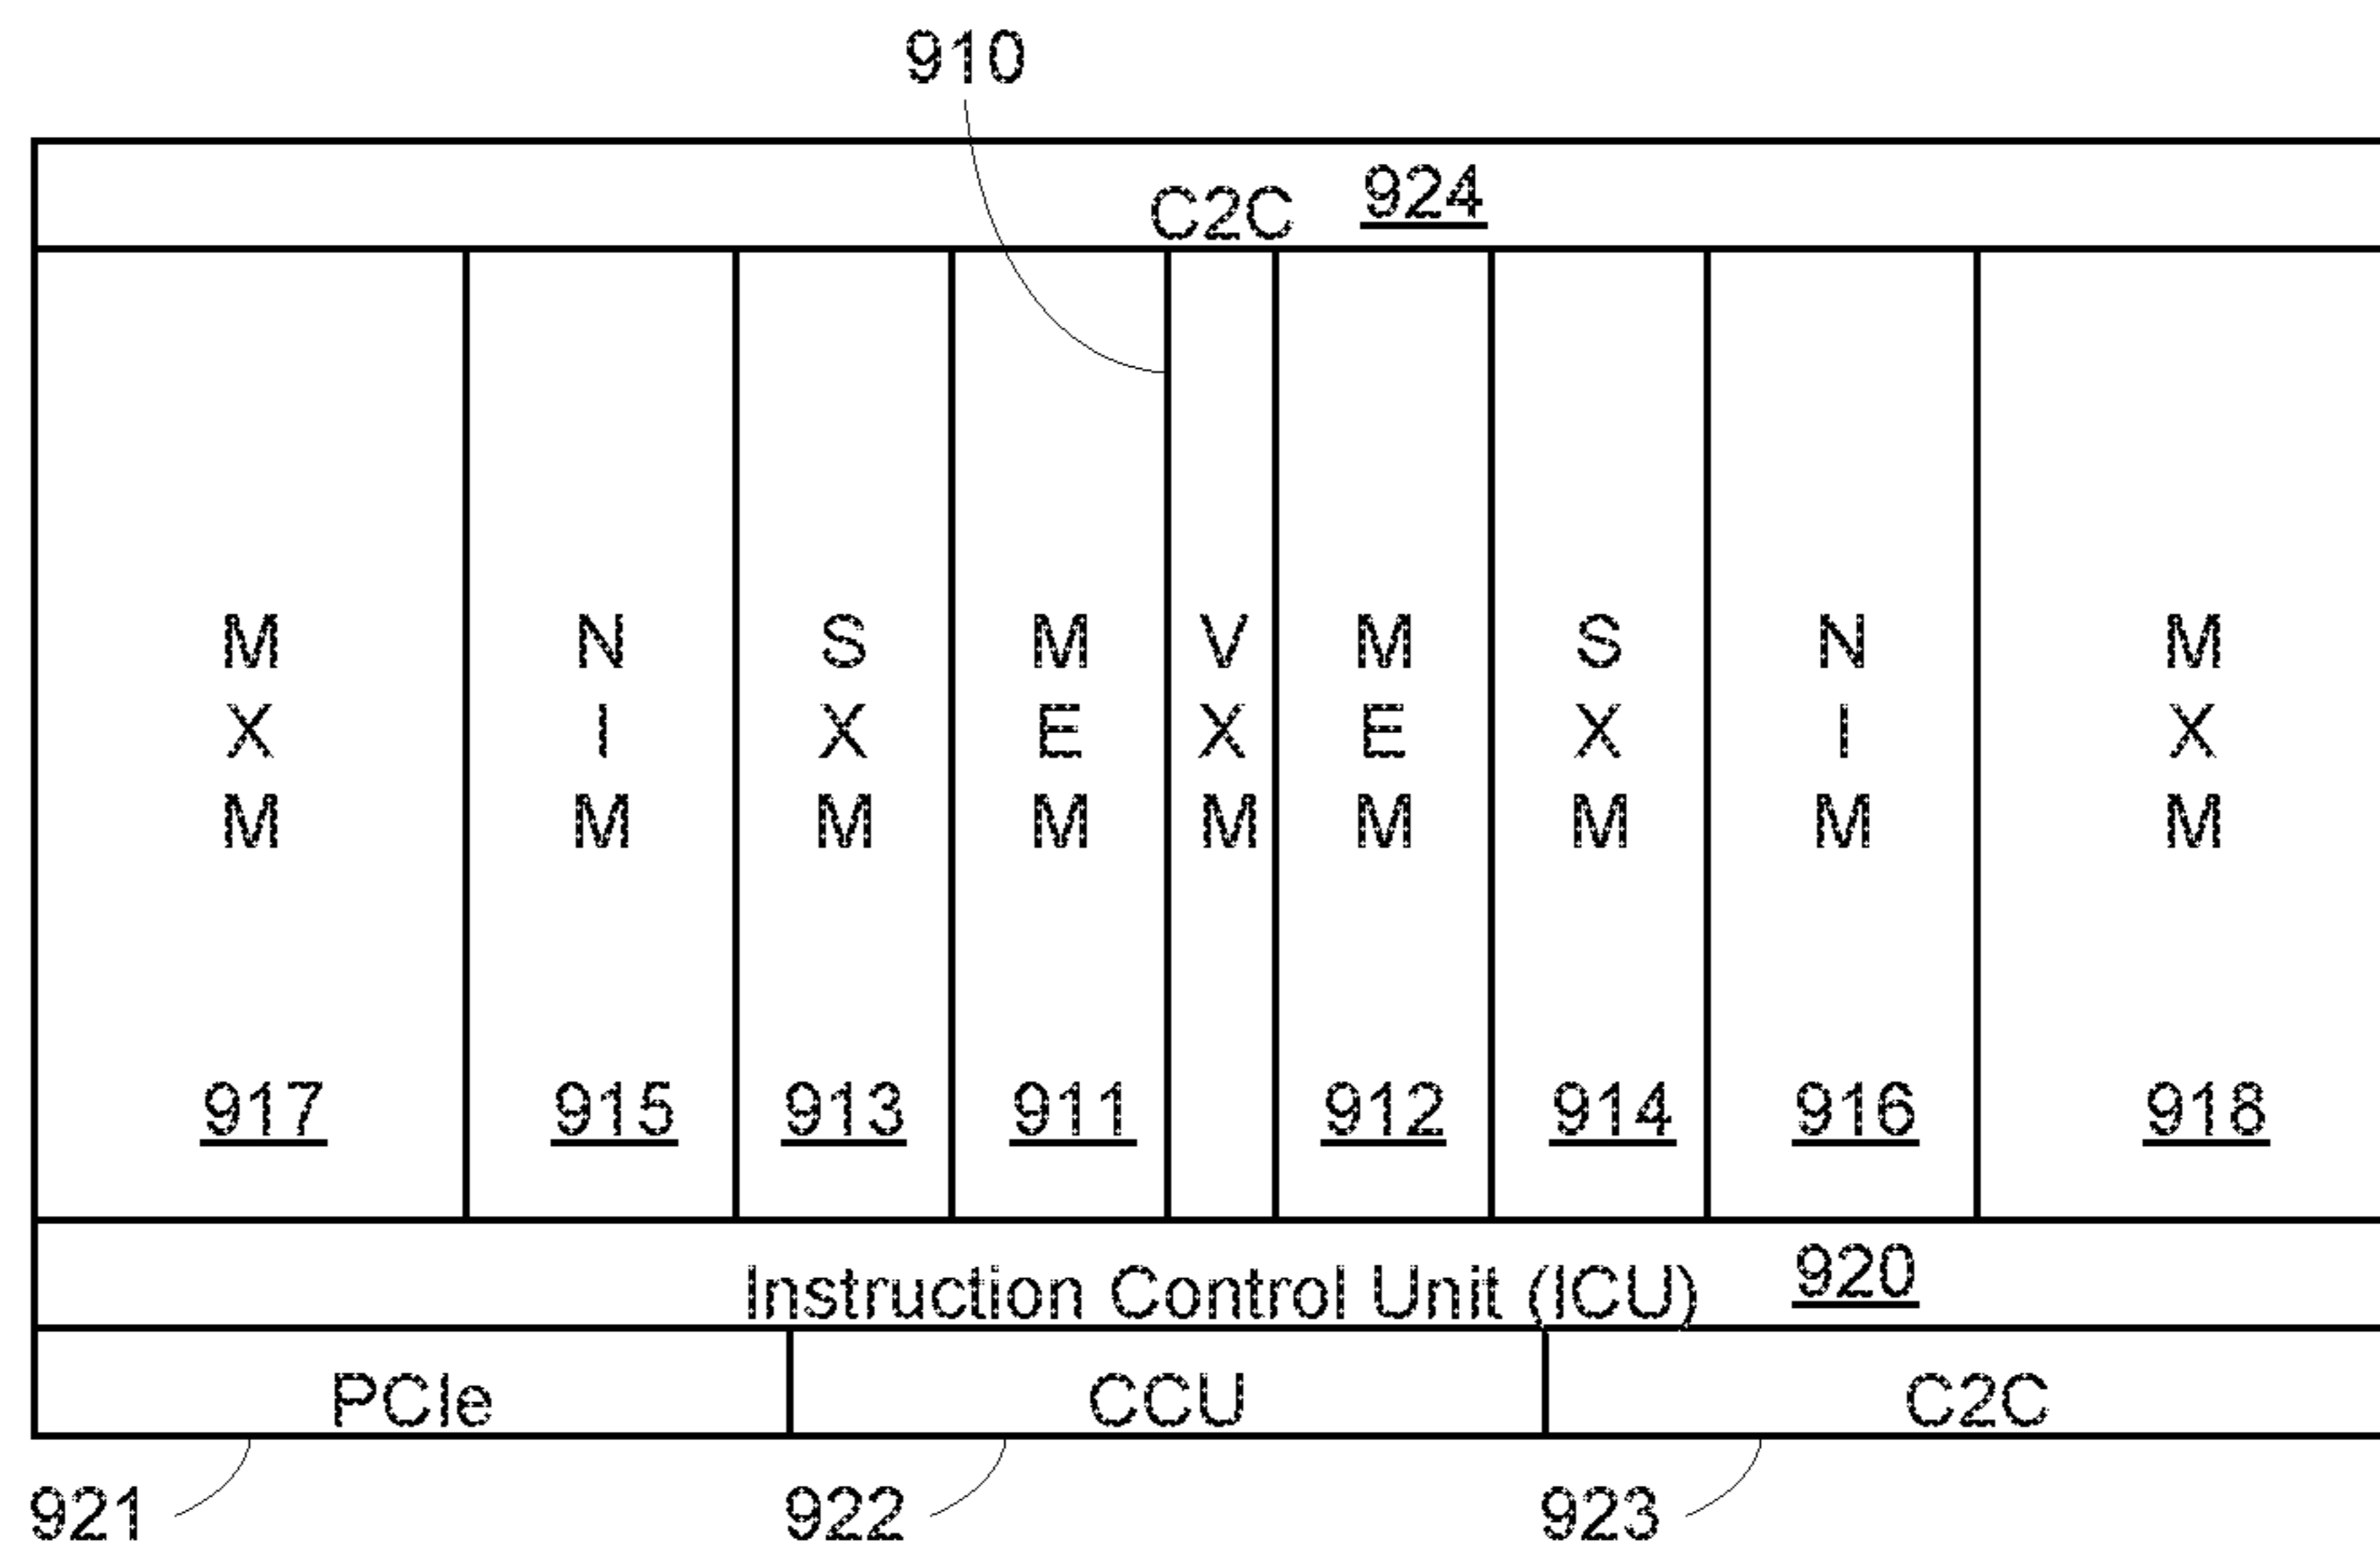 910
C2C 924
M N S M V M S N M
X I X E X E X I X
M M M M M M M M M
917 915 913 911 912 914 916 918
Instruction Control Unit (ICU) 920
PCIe CCU C2C
921 922 923